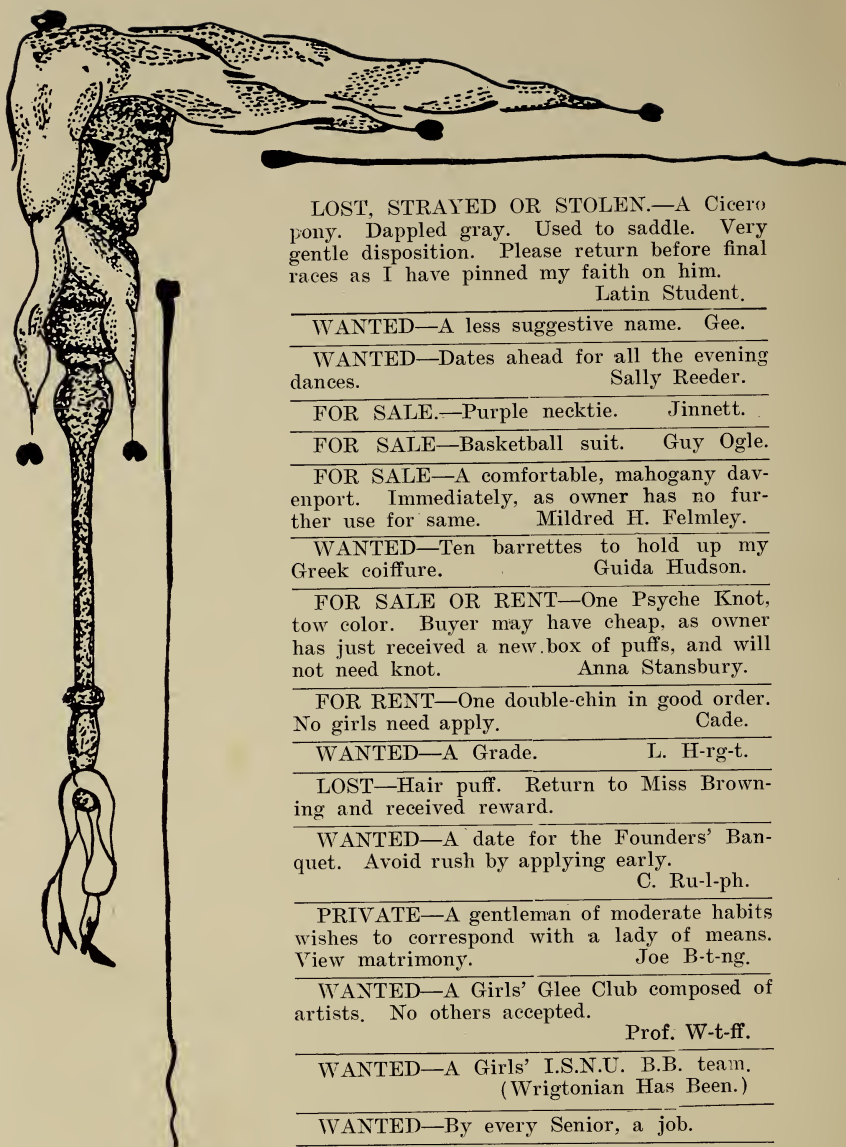 LOST, STRAYED OR STOLEN.—A Cicero
pony. Dappled gray. Used to saddle. Very
gentle disposition. Please return before final
races as I have pinned my faith on him.
Latin Student.
WANTED—A less suggestive name. Gee.
WANTED—Dates ahead for all the evening
dances. Sally Reeder.
FOR SALE.—Purple necktie. Jinnett.
FOR SALE—Basketball suit. Guy Ogle.
FOR SALE—A comfortable, mahogany dav-
enport. Immediately, as owner has no fur-
ther use for same. Mildred H. Felmley.
WANTED—Ten barrettes to hold up my
Greek coiffure. Guida Hudson.
FOR SALE OR RENT—One Psyche Knot,
tow color. Buyer may have cheap, as owner
has just received a new box of puffs, and will
not need knot. Anna Stansbury.
FOR RENT—One double-chin in good order.
No girls need apply. Cade.
WANTED—A Grade. L. H-rg-t.
LOST—Hair puff. Return to Miss Brown-
ing and received reward.
WANTED—A date for the Founders' Ban-
quet. Avoid rush by applying early.
C. Ru-l-ph.
PRIVATE—A gentleman of moderate habits
wishes to correspond with a lady of means.
View matrimony. Joe B-t-ng.
WANTED—A Girls' Glee Club composed of
artists. No others accepted.
Prof. W-t-ff.
WANTED—A Girls' I.S.N.U. B.B. team.
(Wrigtonian Has Been.)
WANTED—By every Senior, a job.